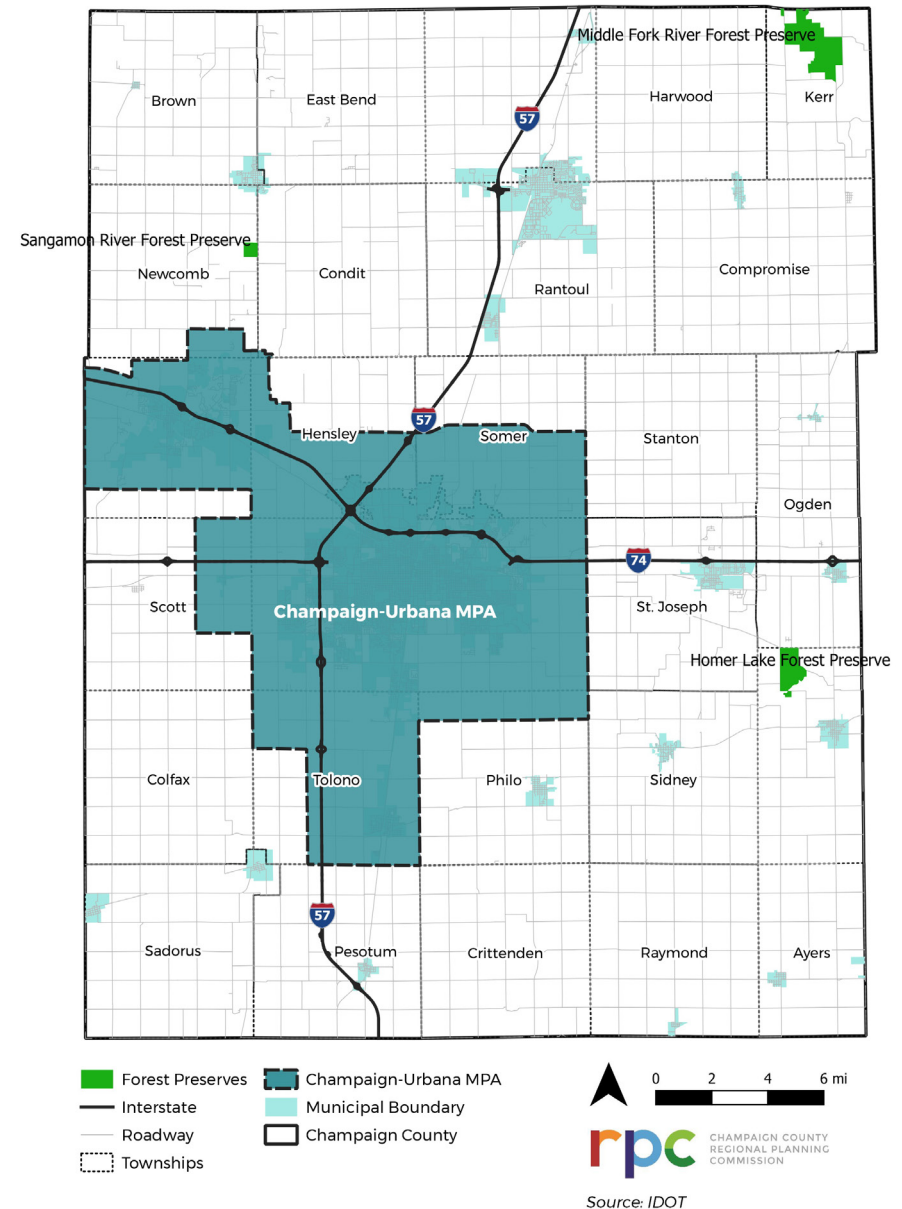 Middle Fork River Forest Preserve
Brown
East Bend
Harwood
Kerr
57
Sangamon River Forest Preserve
Newcomb
Condit
Rantoul
Compromise
57
Hensley
Somer
Stanton
Ogden
74
Scott
Champaign-Urbana MPA
St. Joseph
Homer Lake Forest Preserve
Colfax
Tolono
Philo
Sidney
57
Sadorus
Pesotum
Crittenden
Raymond
Ayers
Forest Preserves
Interstate
Roadway
Townships
Champaign-Urbana MPA
Municipal Boundary
Champaign County
0 2 4 6 mi
rpc
CHAMPAIGN COUNTY
REGIONAL PLANNING
COMMISSION
Source: IDOT